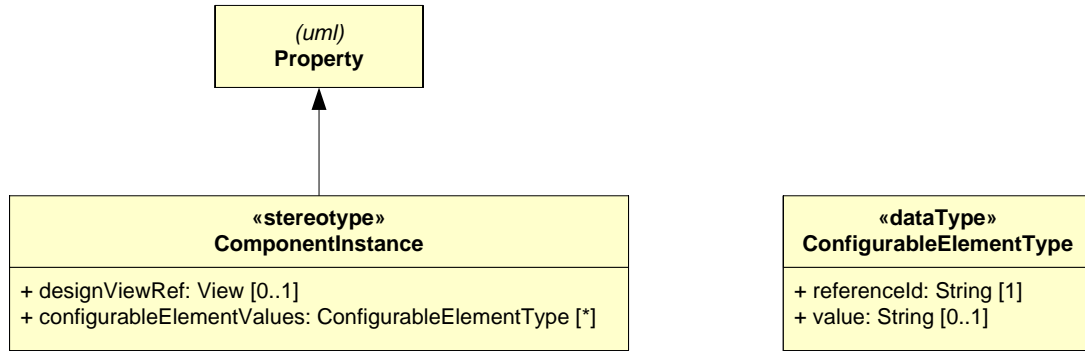 (uml)
Property
«stereotype»
ComponentInstance
+ designViewRef: View [0..1]
+ configurableElementValues: ConfigurableElementType [*]
«dataType»
ConfigurableElementType
+ referenceId: String [1]
+ value: String [0..1]